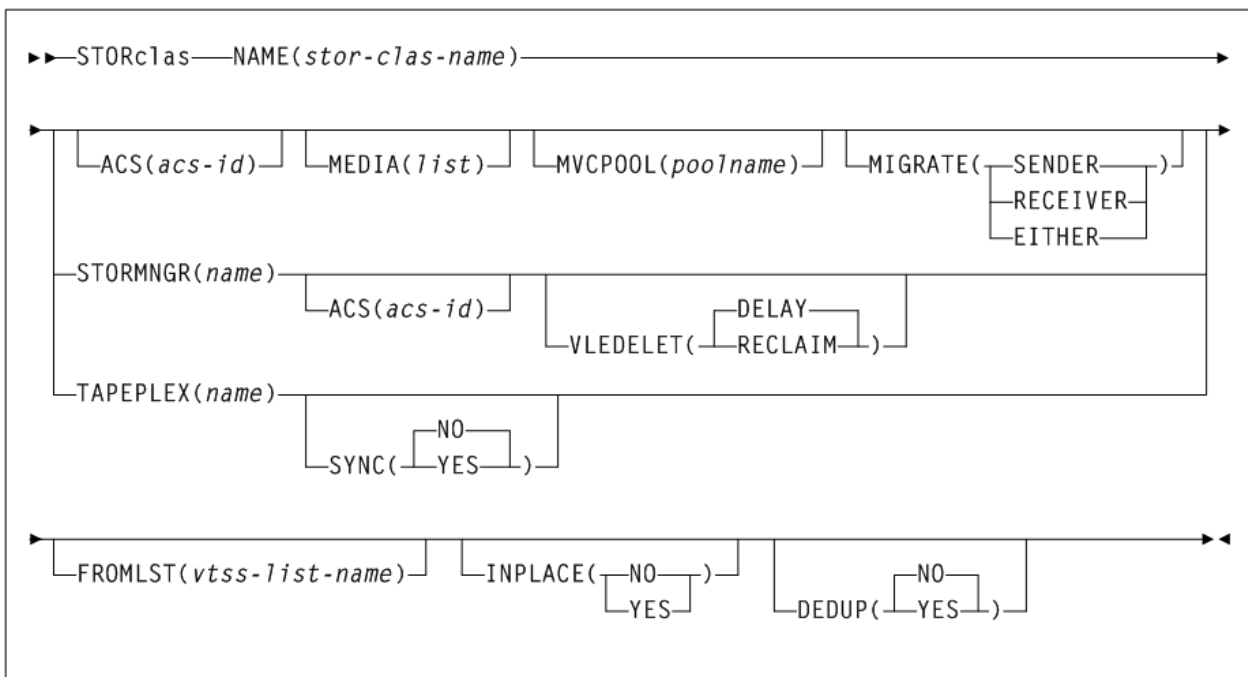 STORclas NAME(stor-clas-name)
ACS(acs-id) MEDIA(list) MVCPOOL(poolname) MIGRATE( SENDER )
RECEIVER
EITHER
STORMNGR(name)
ACS(acs-id) DELAY
VLEDELET( RECLAIM )
TAPEPLEX(name)
NO
SYNC( YES )
FROMLST(vtss-list-name) INPLACE( NO ) NO
YES DEDUP( YES )